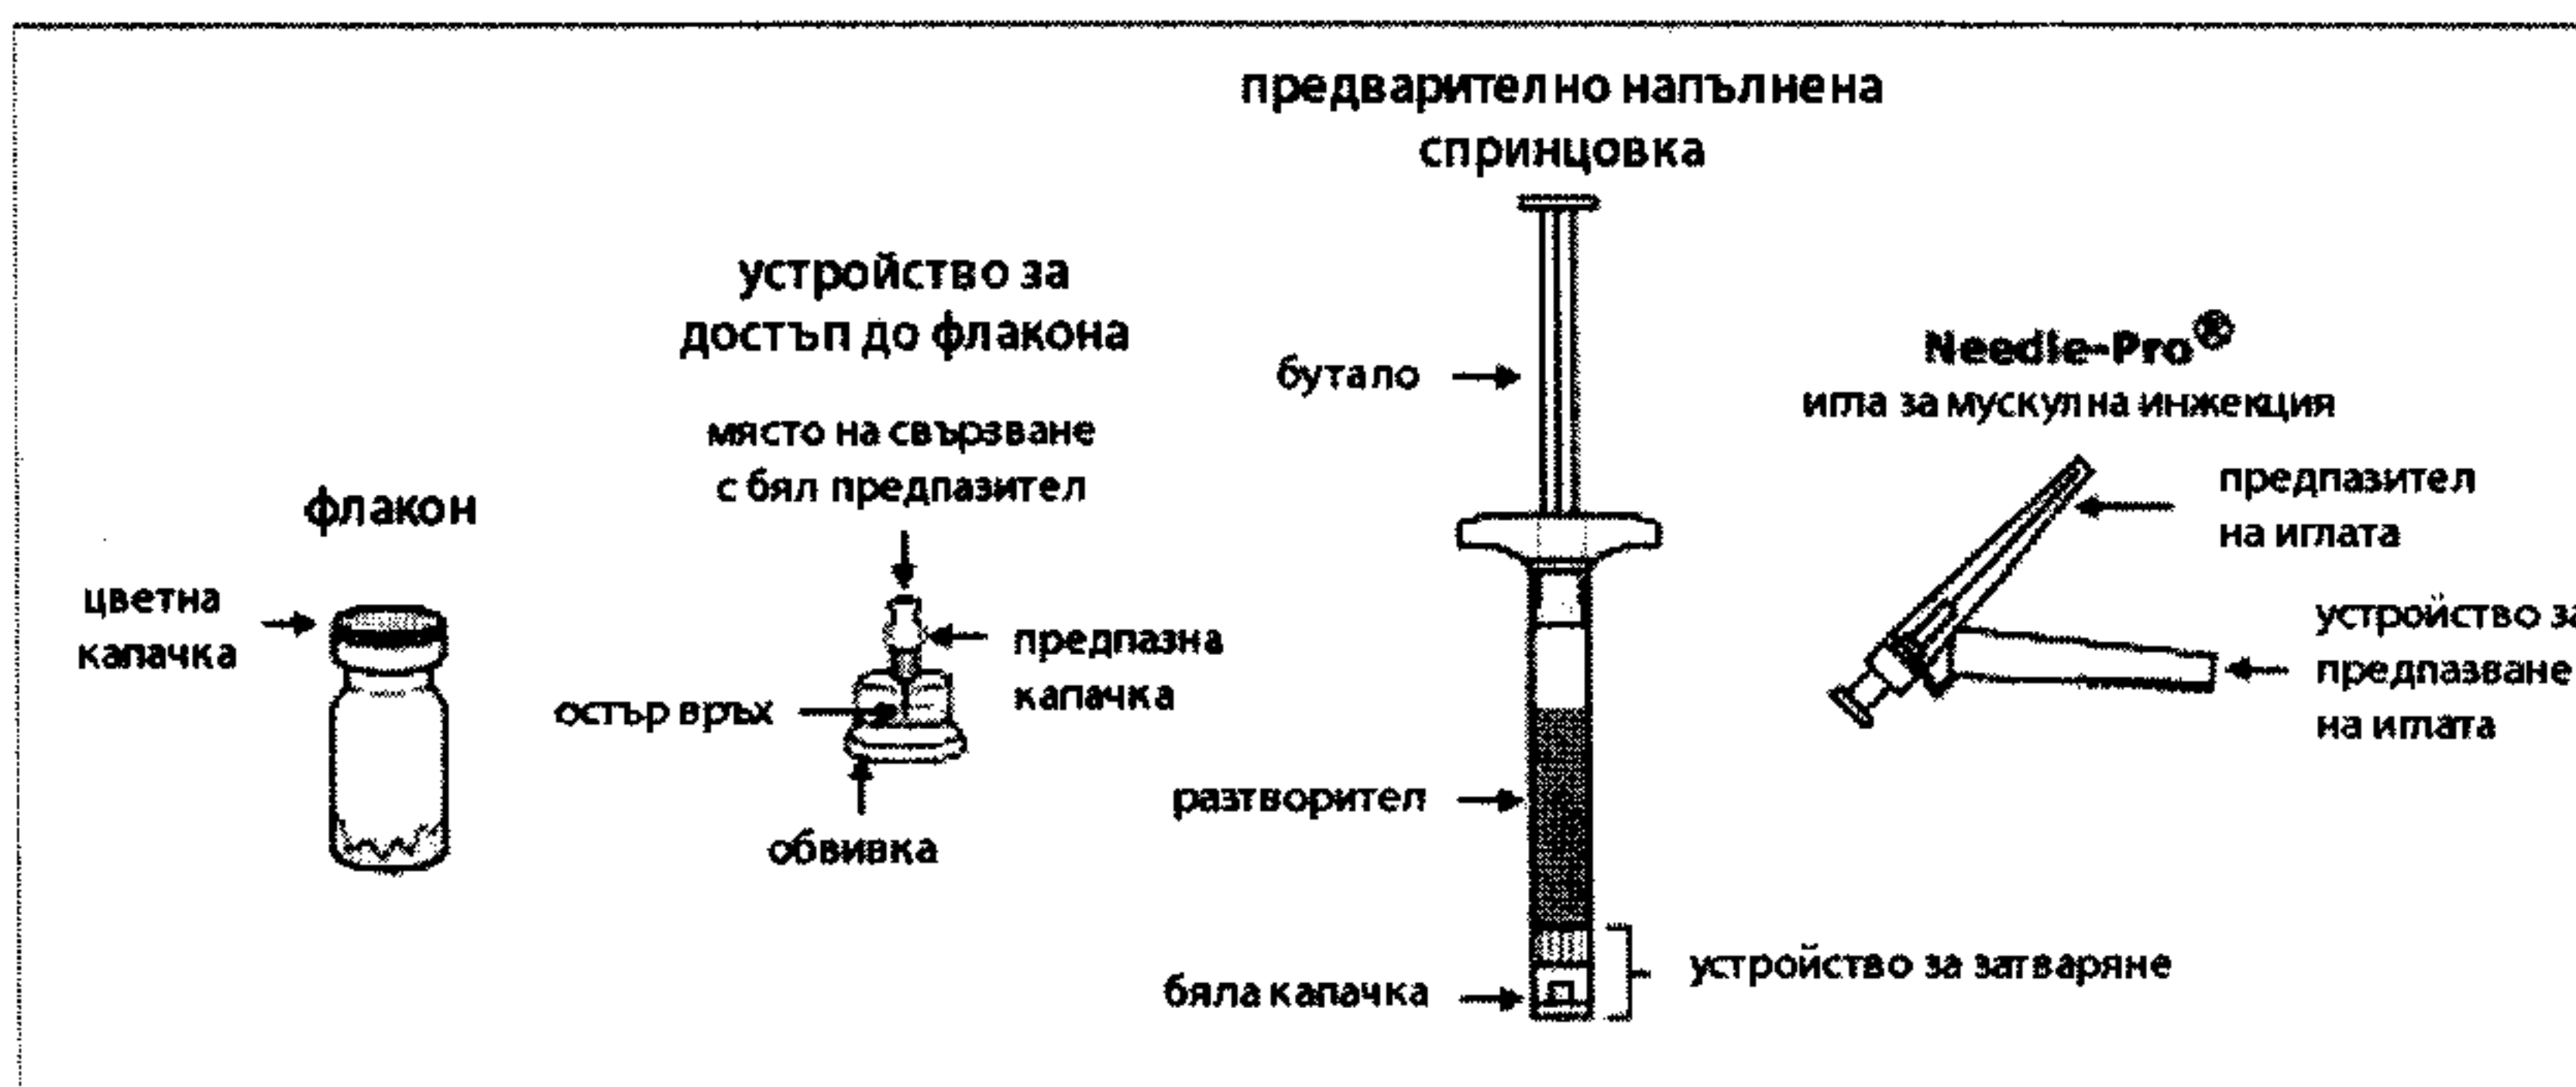 предварително напълнена
спринцовка
устройство за
достъп до флакона
място на свързване
с бял предпазител
флакон
цветна
капачка
предпазна
капачка
остър връх
обвивка
бутало
разтворител
бяла капачка
устройство за затваряне
Needle-Pro®
игла за мускулна инжекция
предпазител
на иглата
устройство за
предпазване
на иглата